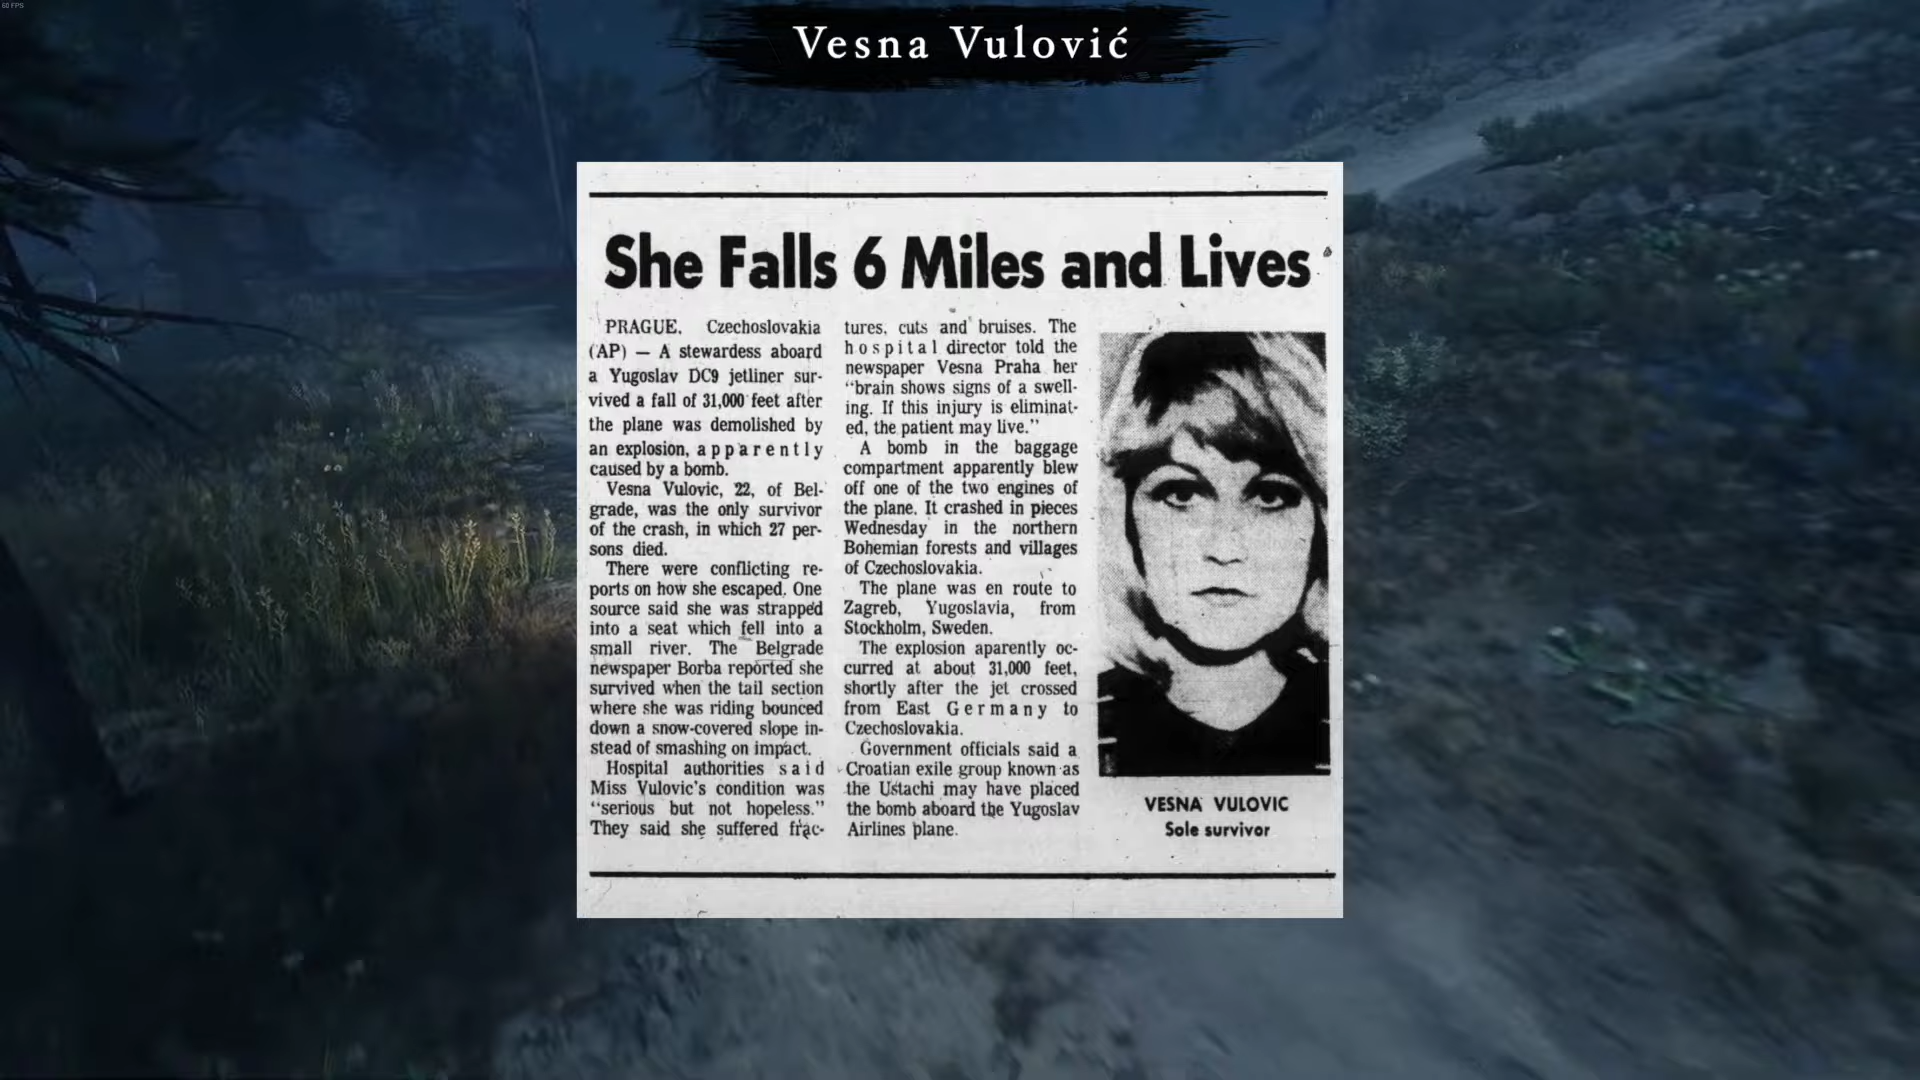 60 FPS
Vesna Vulović
She Falls 6 Miles and Lives
PRAGUE, Czechoslovakia
(AP) — A stewardess aboard
a Yugoslav DC9 jetliner sur-
vived a fall of 31,000 feet after
the plane was demolished by
an explosion, apparently
caused by a bomb.
Vesna Vulovic, 22, of Bel-
grade, was the only survivor
of the crash, in which 27 per-
sons died.
There were conflicting re-
ports on how she escaped. One
source said she was strapped
into a seat which fell into a
small river. The Belgrade
newspaper Borba reported she
survived when the tail section
where she was riding bounced
down a snow-covered slope in-
stead of smashing on impact.
Hospital authorities said
Miss Vulovic's condition was
"serious but not hopeless."
They said she suffered frac-
tures, cuts and bruises. The
hospital director told the
newspaper Vesna Praha her
"brain shows signs of a swell-
ing. If this injury is eliminat-
ed, the patient may live."
A bomb in the baggage
compartment apparently blew
off one of the two engines of
the plane. It crashed in pieces
Wednesday in the northern
Bohemian forests and villages
of Czechoslovakia.
The plane was en route to
Zagreb, Yugoslavia, from
Stockholm, Sweden.
The explosion aparently oc-
curred at about 31,000 feet,
shortly after the jet crossed
from East Germany to
Czechoslovakia.
Government officials said a
Croatian exile group known as
the Ustachi may have placed
the bomb aboard the Yugoslav
Airlines plane.
VESNA VULOVIC
Sole survivor